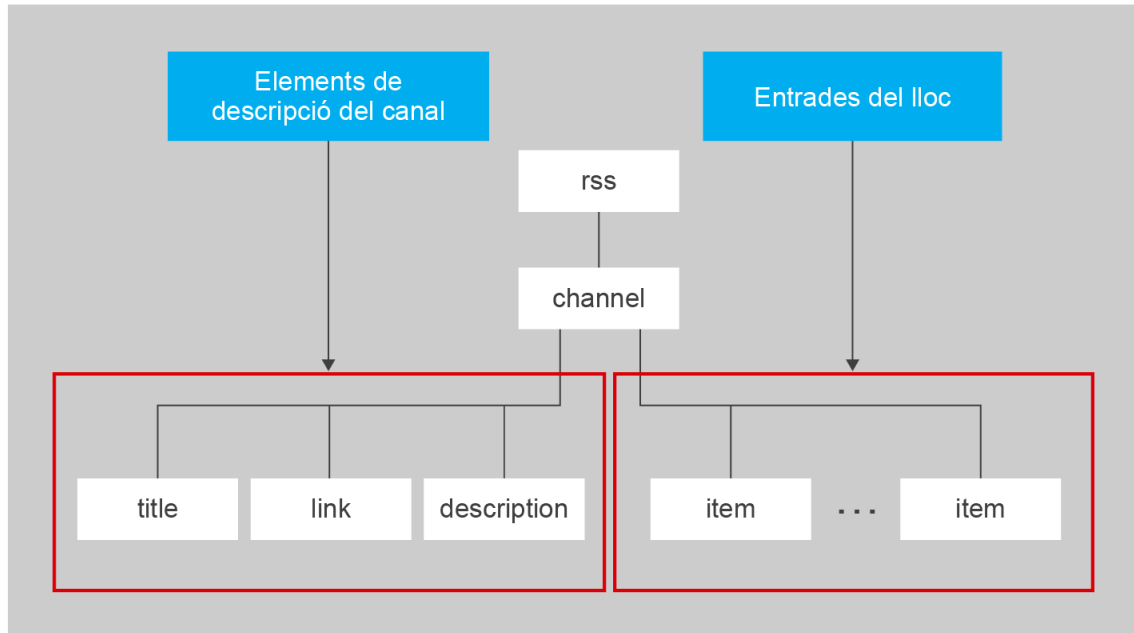 Elements de
descripció del canal
Entrades del lloc
rss
channel
title
link
description
item
...
item